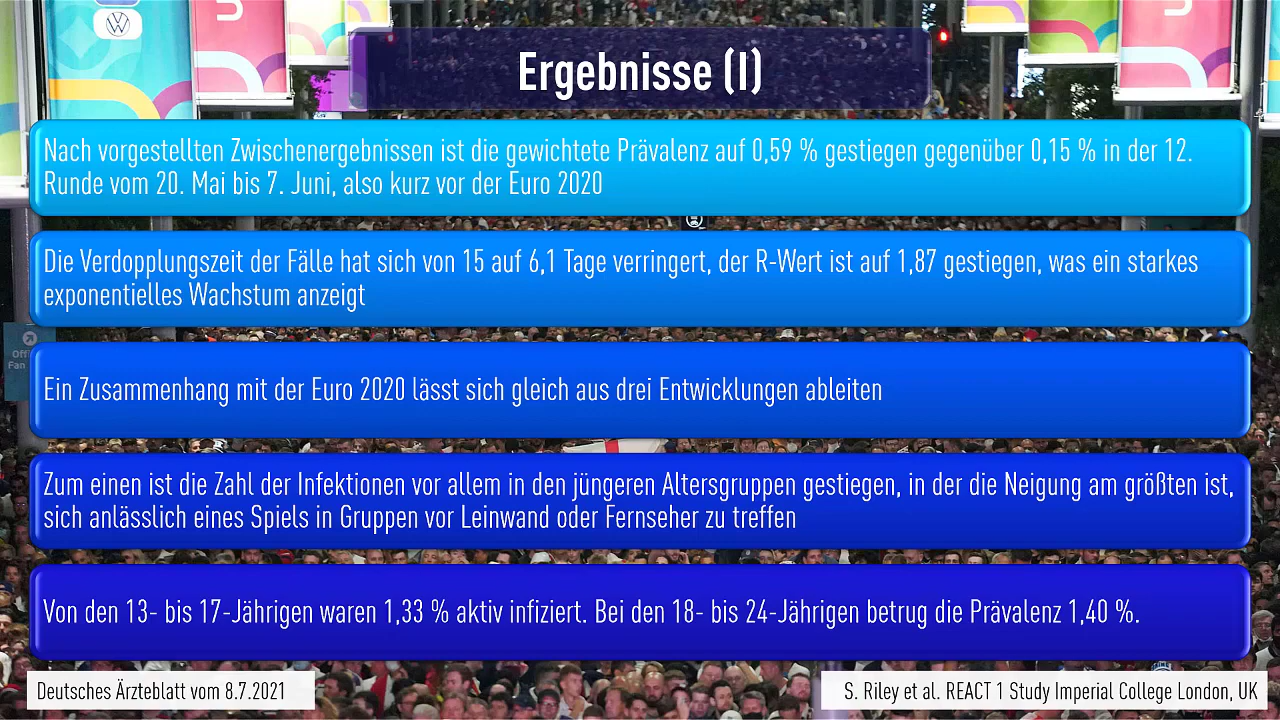 Ergebnisse (I)
Nach vorgestellten Zwischenergebnissen ist die gewichtete Prävalenz auf 0,59 % gestiegen gegenüber 0,15 % in der 12.
Runde vom 20. Mai bis 7. Juni, also kurz vor der Euro 2020
Die Verdopplungszeit der Fälle hat sich von 15 auf 6,1 Tage verringert, der R-Wert ist auf 1,87 gestiegen, was ein starkes
exponentielles Wachstum anzeigt
Off
Fan
Ein Zusammenhang mit der Euro 2020 lässt sich gleich aus drei Entwicklungen ableiten
Zum einen ist die Zahl der Infektionen vor allem in den jüngeren Altersgruppen gestiegen, in der die Neigung am größten ist,
sich anlässlich eines Spiels in Gruppen vor Leinwand oder Fernseher zu treffen
Von den 13- bis 17-Jährigen waren 1,33 % aktiv infiziert. Bei den 18- bis 24-Jährigen betrug die Prävalenz 1,40 %.
Deutsches Ärzteblatt vom 8.7.2021
S. Riley et al. REACT 1 Study Imperial College London, UK